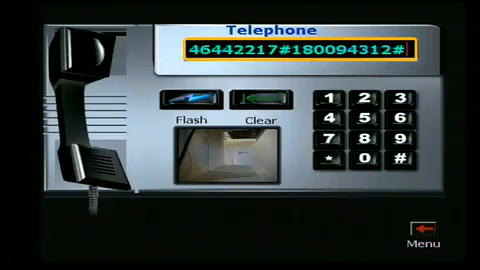 Telephone
46442217#180094312#
Flash
Clear
1 2 3
4 5 6
7 8 9
* 0 #
Menu